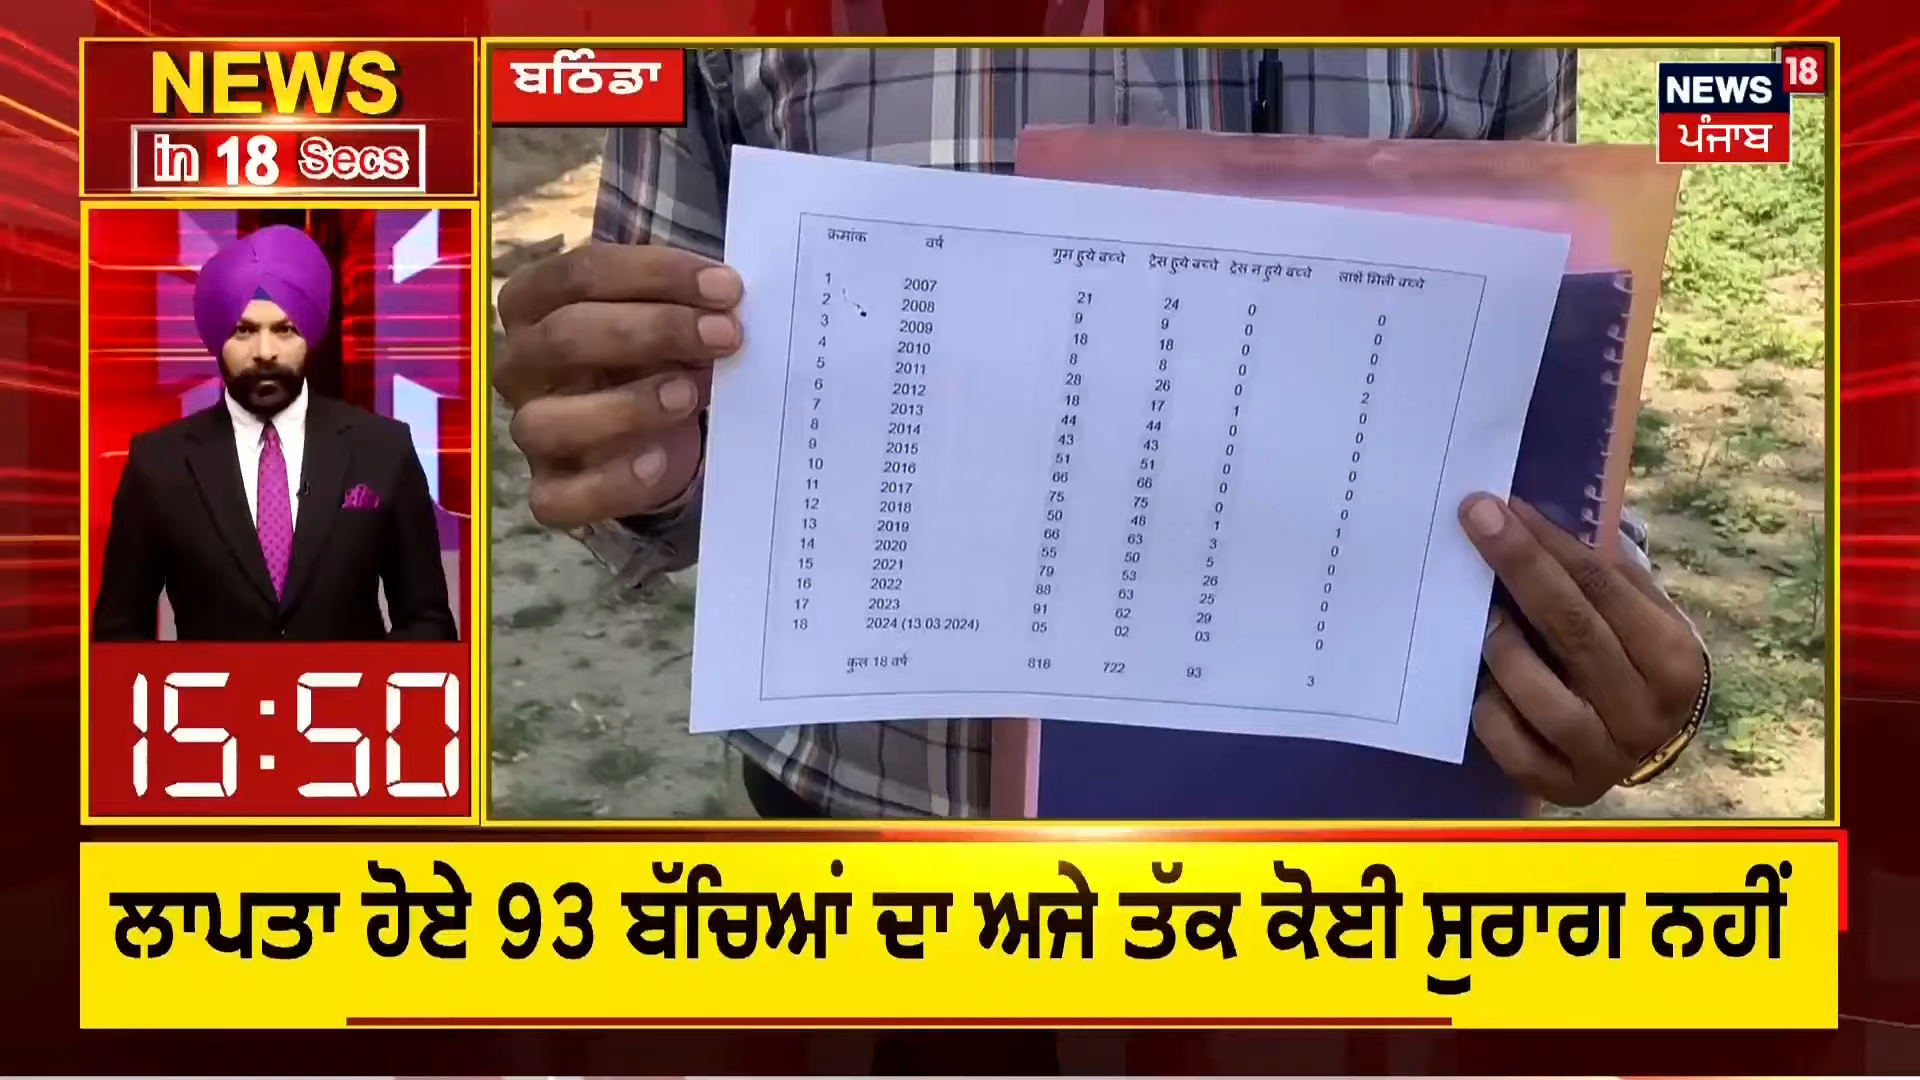 NEWS
in 18 Secs
ਬਠਿੰਡਾ
NEWS 18
ਪੰਜਾਬ
क्रमांक वर्ष गुम हुये बच्चे ट्रेस हुये बच्चे ट्रेस न हुये बच्चे लाशें मिली बच्चे
1 2007 21 24 0 0
2 2008 9 9 0 0
3 2009 18 18 0 0
4 2010 8 8 0 0
5 2011 28 26 0 2
6 2012 18 17 1 0
7 2013 44 44 0 0
8 2014 43 43 0 0
9 2015 51 51 0 0
10 2016 66 66 0 0
11 2017 75 75 0 0
12 2018 50 48 1 1
13 2019 66 63 3 0
14 2020 55 50 5 0
15 2021 79 53 26 0
16 2022 88 63 25 0
17 2023 91 62 29 0
18 2024 (13 03 2024) 05 02 03 0
कुल 18 वर्ष 818 722 93 3
15:50
ਲਾਪਤਾ ਹੋਏ 93 ਬੱਚਿਆਂ ਦਾ ਅਜੇ ਤੱਕ ਕੋਈ ਸੁਰਾਗ ਨਹੀਂ